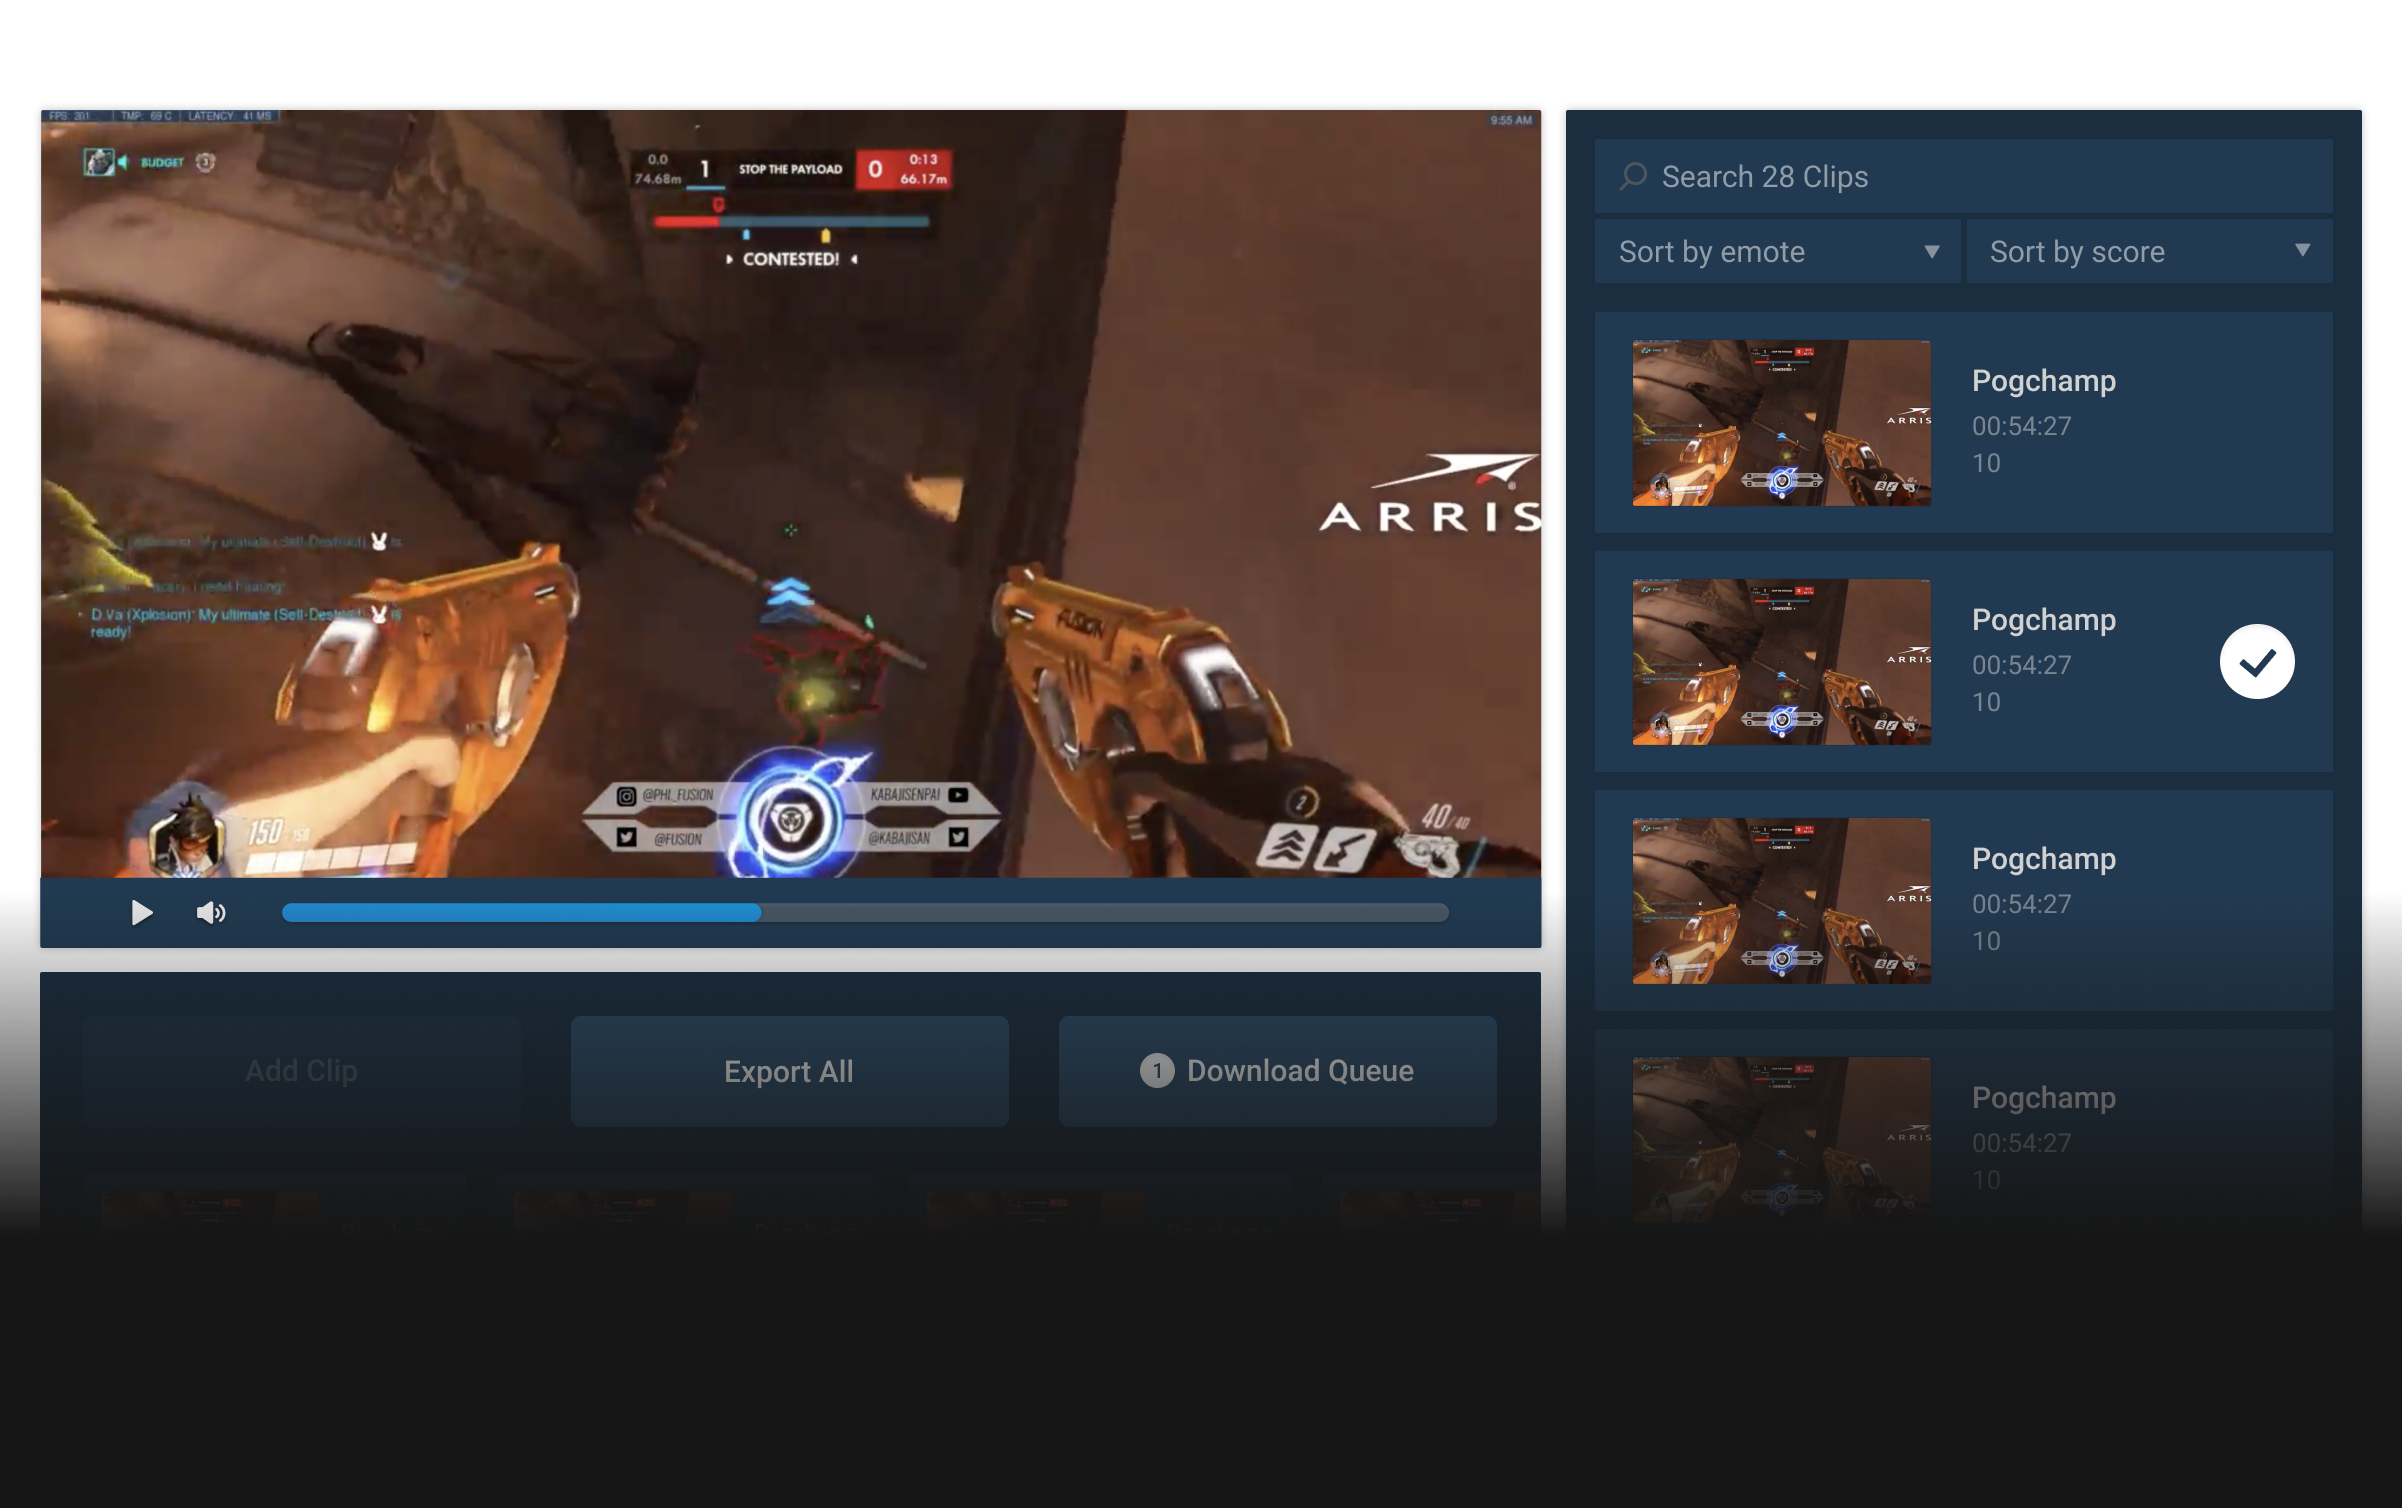 FPS: 201 | TMP: 69 C | LATENCY: 41 MS
9:55 AM
BUDGET
0.0
74.68m
1
STOP THE PAYLOAD
0
0:13
66.17m
CONTESTED!
ARRIS
My ultimate (Self-Destruct) is
I need healing!
D.Va (Xplosion): My ultimate (Self-Destruct) is
ready!
FUSION
150
@PHI_FUSION
KABAJISENPAI
@FUSION
@KABAJISAN
2
40/40
Add Clip
Export All
1 Download Queue
Search 28 Clips
Sort by emote
Sort by score
Pogchamp
00:54:27
10
Pogchamp
00:54:27
10
Pogchamp
00:54:27
10
Pogchamp
00:54:27
10